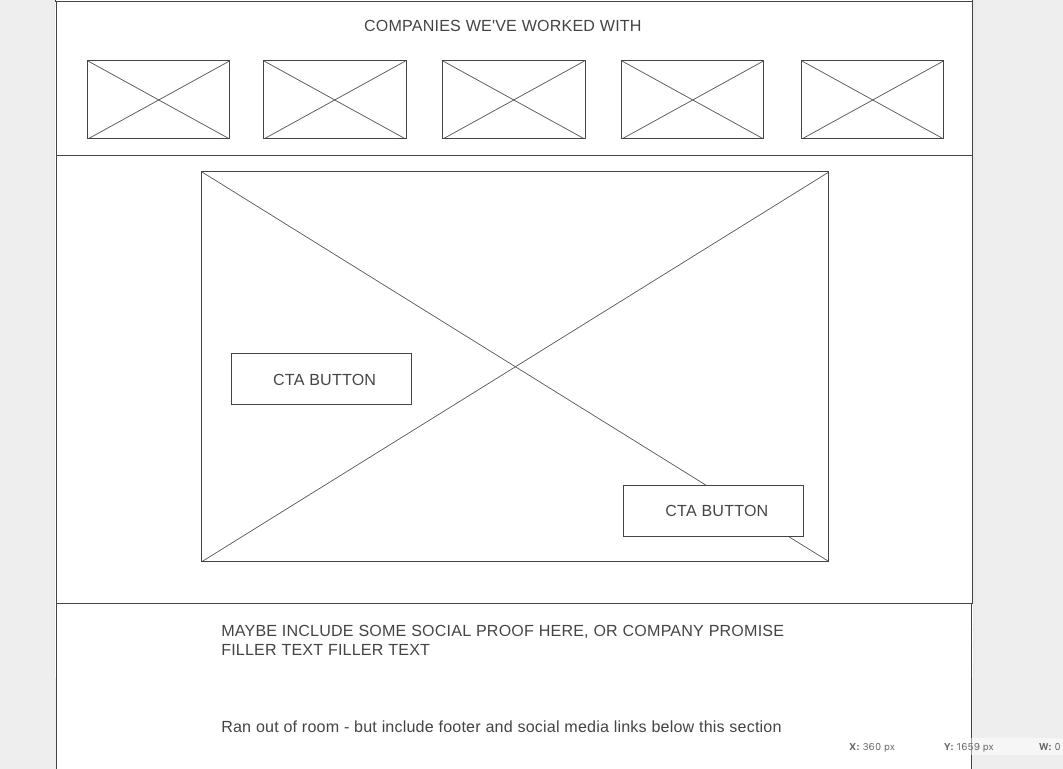 COMPANIES WE'VE WORKED WITH
CTA BUTTON
CTA BUTTON
MAYBE INCLUDE SOME SOCIAL PROOF HERE, OR COMPANY PROMISE
FILLER TEXT FILLER TEXT
Ran out of room - but include footer and social media links below this section
X: 360 px Y: 1659 px W: 0